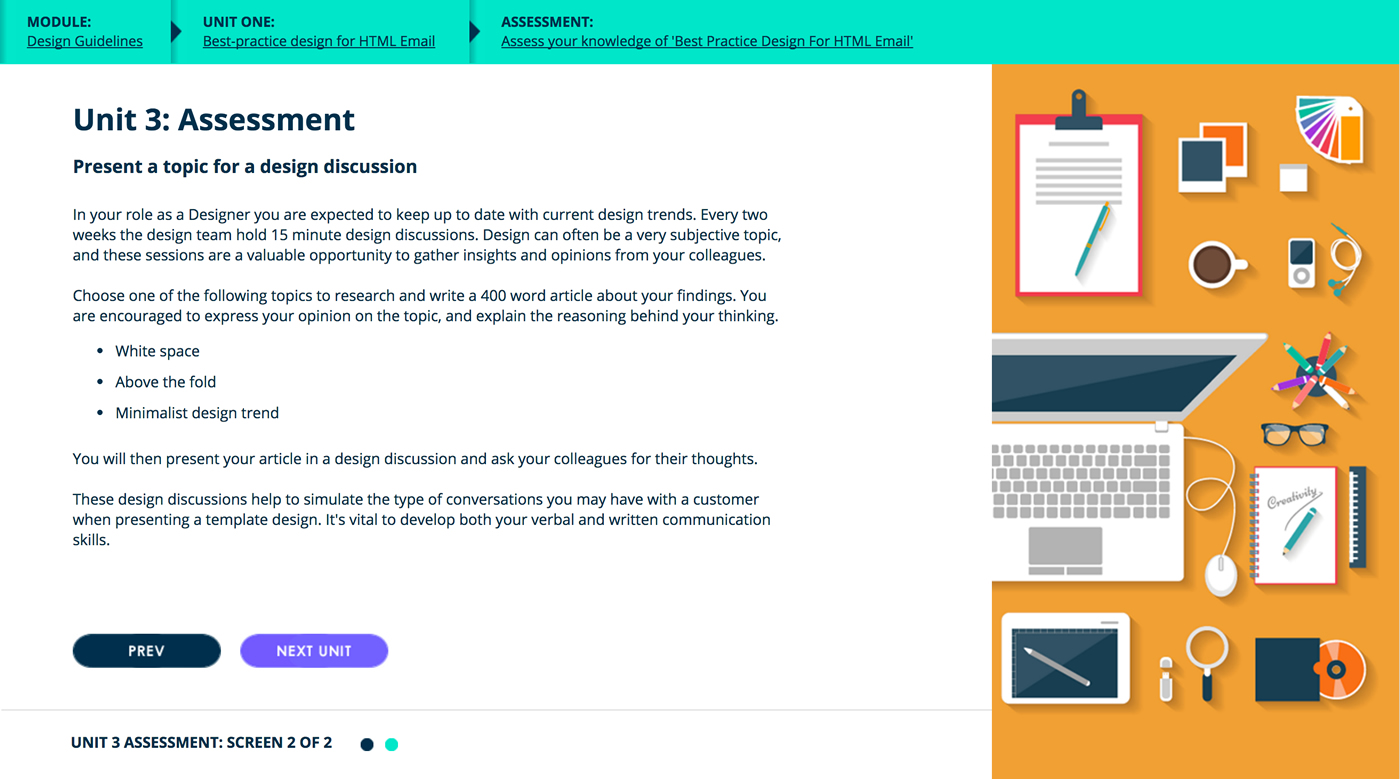 MODULE:
Design Guidelines
UNIT ONE:
Best-practice design for HTML Email
ASSESSMENT:
Assess your knowledge of 'Best Practice Design For HTML Email'
Unit 3: Assessment
Present a topic for a design discussion
In your role as a Designer you are expected to keep up to date with current design trends. Every two
weeks the design team hold 15 minute design discussions. Design can often be a very subjective topic,
and these sessions are a valuable opportunity to gather insights and opinions from your colleagues.
Choose one of the following topics to research and write a 400 word article about your findings. You
are encouraged to express your opinion on the topic, and explain the reasoning behind your thinking.
• White space
• Above the fold
• Minimalist design trend
You will then present your article in a design discussion and ask your colleagues for their thoughts.
These design discussions help to simulate the type of conversations you may have with a customer
when presenting a template design. It's vital to develop both your verbal and written communication
skills.
PREV
NEXT UNIT
UNIT 3 ASSESSMENT: SCREEN 2 OF 2
Creativity